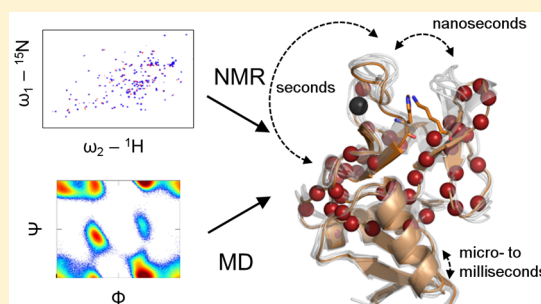 ω₁ – ¹⁵N
ω₂ – ¹H
NMR
Ψ
Φ
MD
nanoseconds
seconds
micro- to
milliseconds